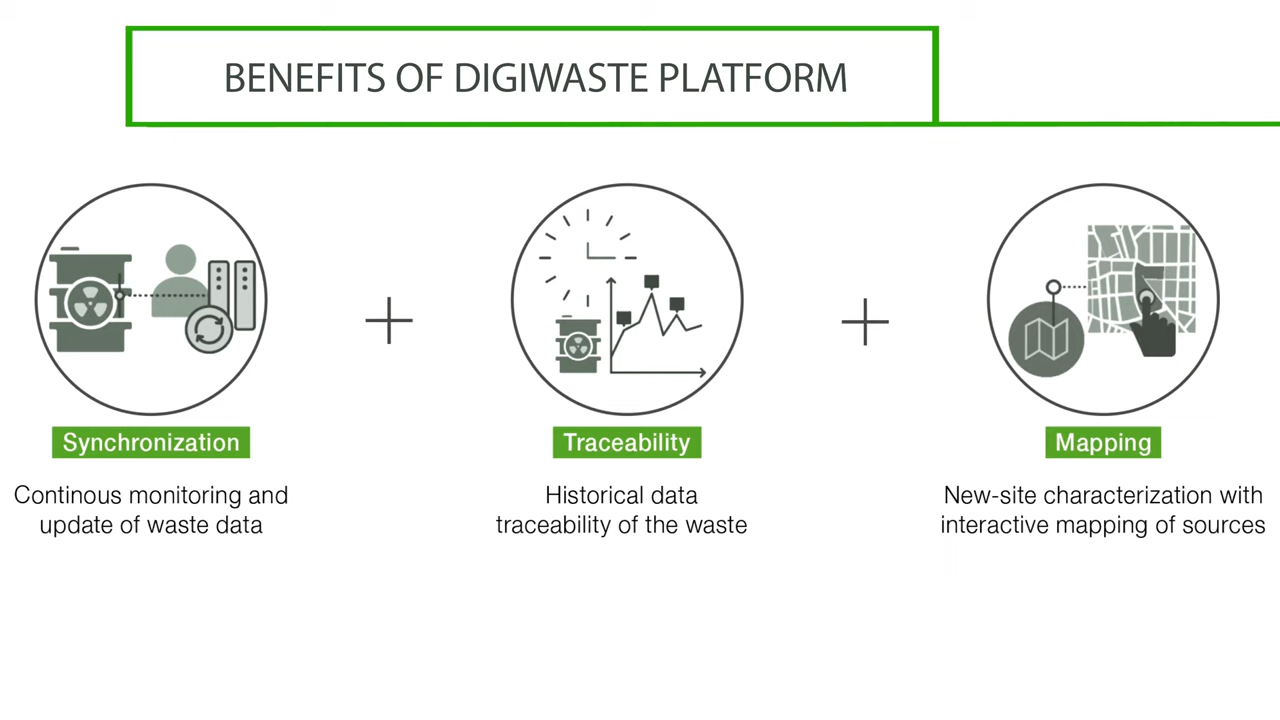 BENEFITS OF DIGIWASTE PLATFORM
Synchronization
Continous monitoring and
update of waste data
Traceability
Historical data
traceability of the waste
Mapping
New-site characterization with
interactive mapping of sources